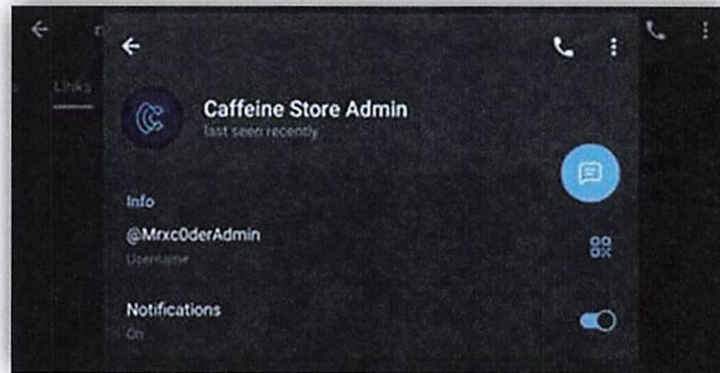 Links
Caffeine Store Admin
last seen recently
Info
@Mrxc0derAdmin
Username
Notifications
On